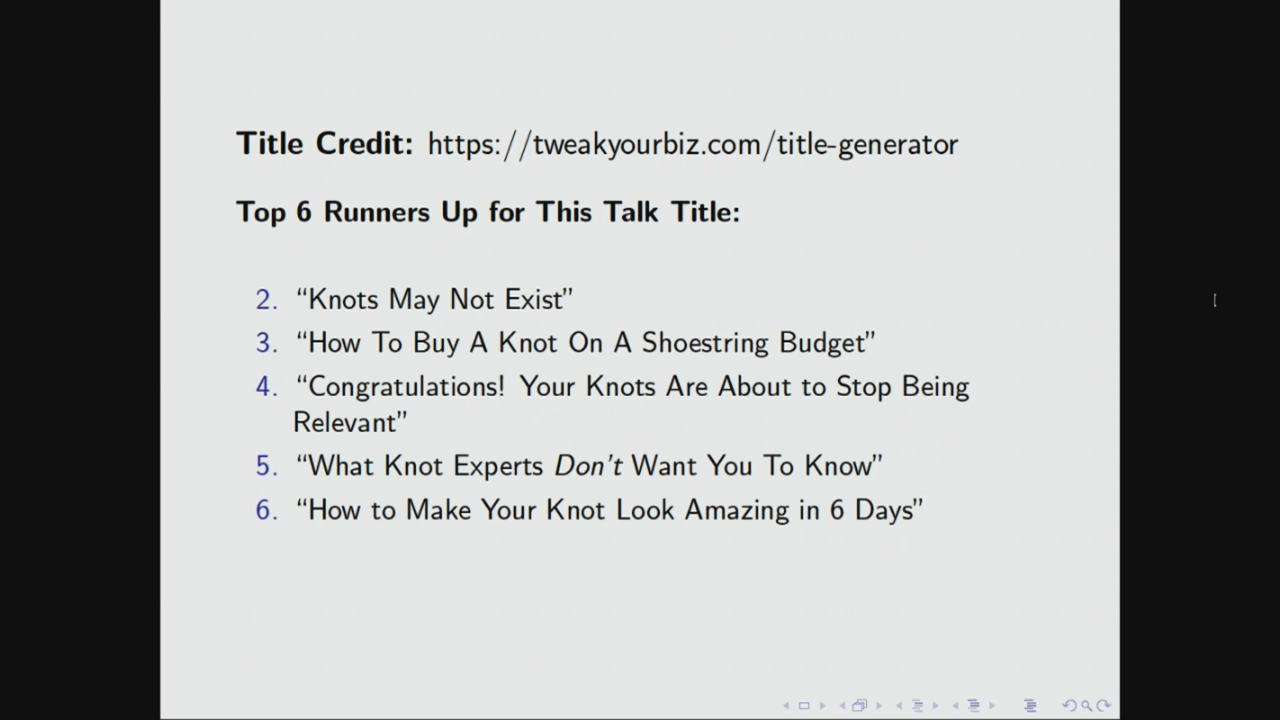 Title Credit: https://tweakyourbiz.com/title-generator
Top 6 Runners Up for This Talk Title:
2. “Knots May Not Exist”
3. “How To Buy A Knot On A Shoestring Budget”
4. “Congratulations! Your Knots Are About to Stop Being
Relevant”
5. “What Knot Experts Don’t Want You To Know”
6. “How to Make Your Knot Look Amazing in 6 Days”